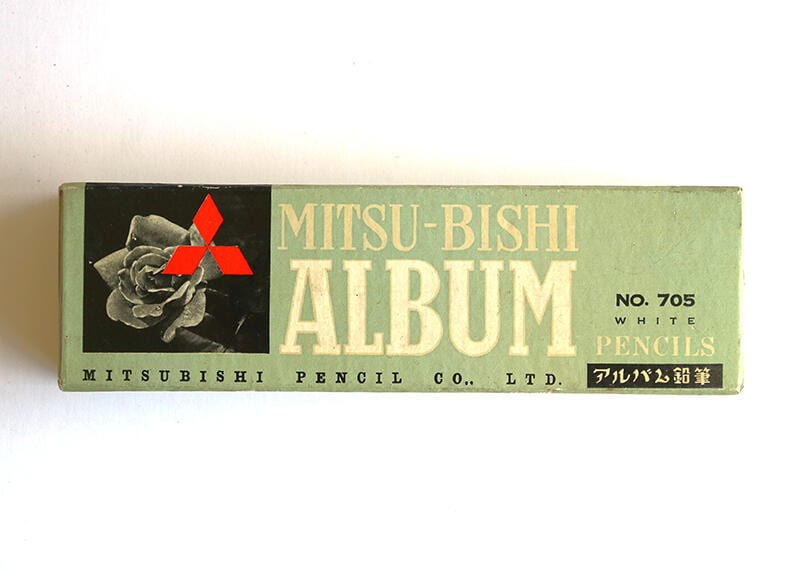 MITSU-BISHI
ALBUM
NO. 705
WHITE
PENCILS
アルバム鉛筆
MITSUBISHI PENCIL CO., LTD.